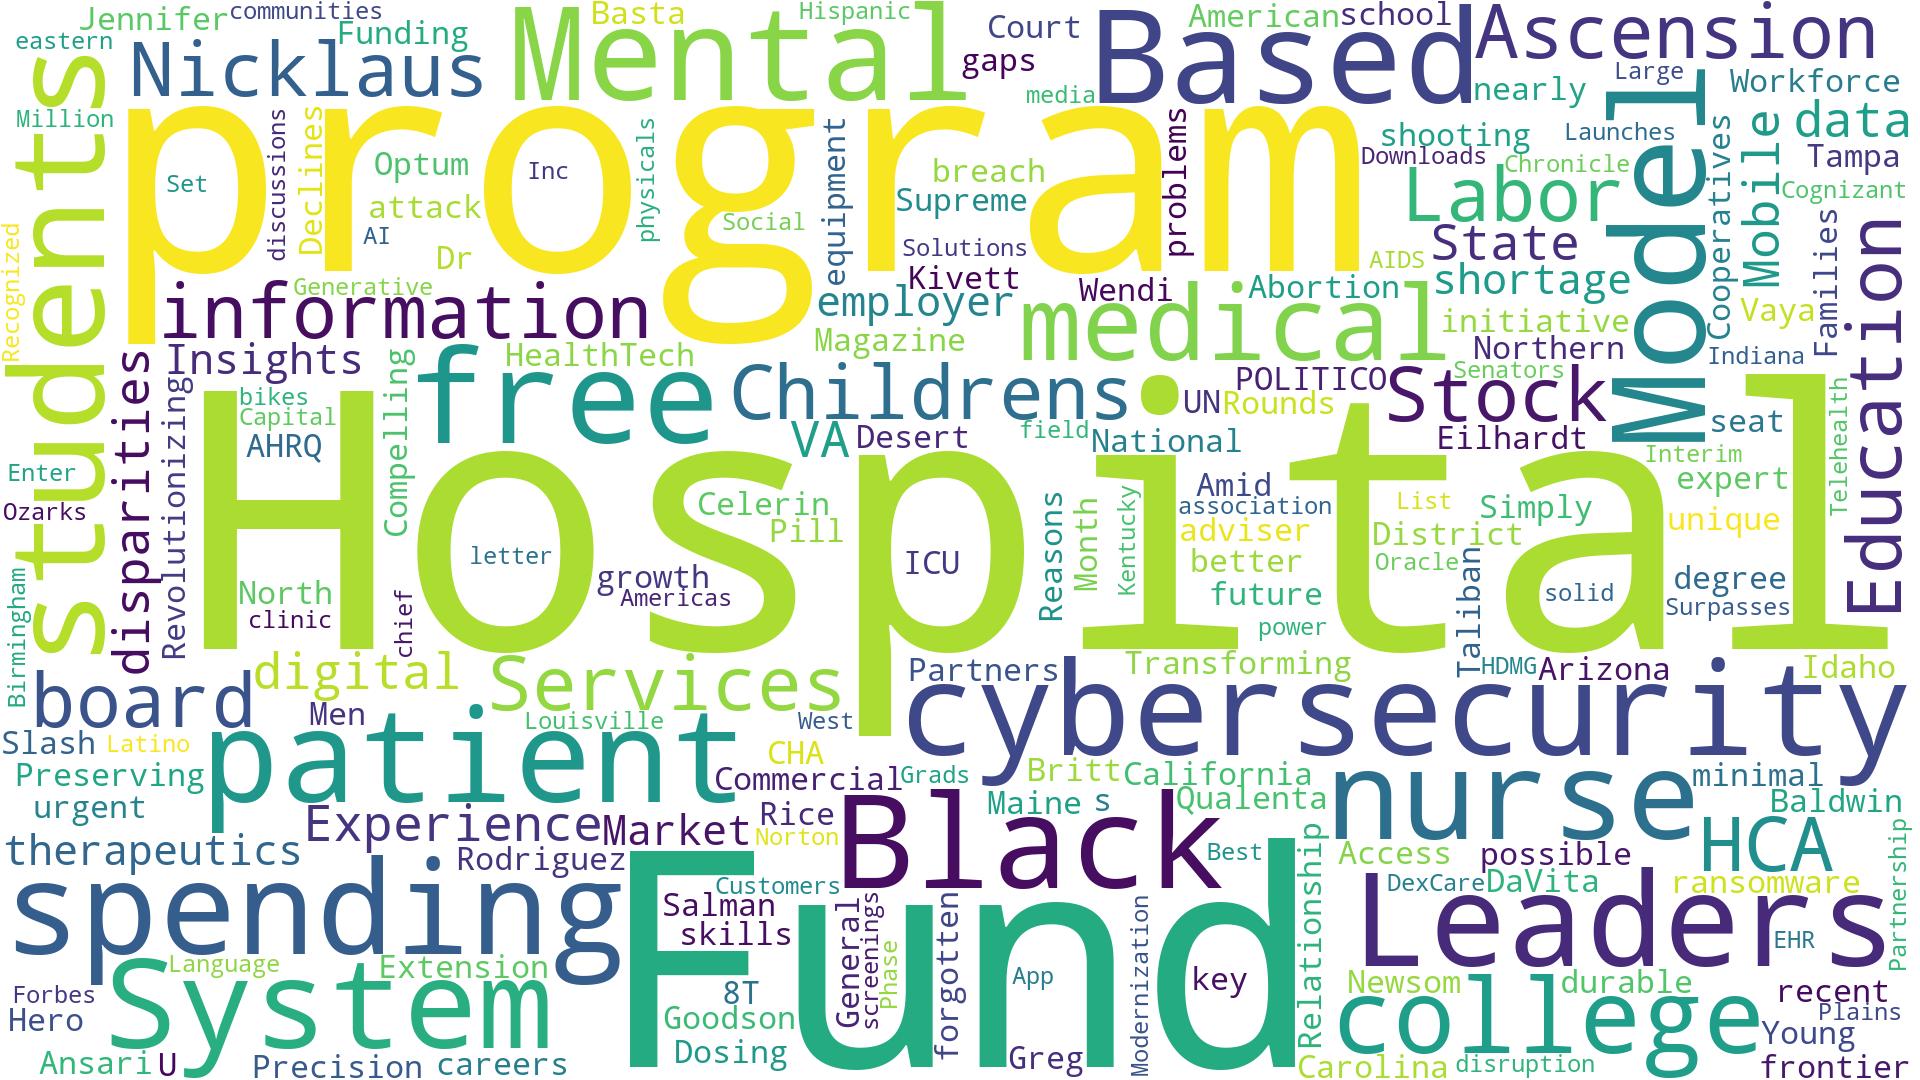 Jennifer
communities
eastern
Funding
Nicklaus
Mental
Basta
Hispanic
Court
gaps
Based
American
school
Ascension
media
nearly
Large
Workforce
Million
students
program
Set
discussions
Declines
Optum
attack
AI
Dr
Inc
physicals
Social
equipment
breach
Supreme
Solutions
problems
shooting
Downloads
Launches
Chronicle
Labor
Model
Cooperatives
Mobile
data
Tampa
Cognizant
Recognized
Generative
information
Kivett
employer
Magazine
Wendi
medical
AIDS
State
shortage
Abortion
initiative
Northern
Vaya
Families
Education
Indiana
disparities
Insights
Revolutionizing
Compelling
HealthTech
free
Childrens
UN
POLITICO
Rounds
Senators
Stock
bikes
Capital
AHRQ
VA
Desert
field
National
Eilhardt
seat
Interim
expert
Telehealth
Enter
Ozarks
Hospital
Celerin
Pill
letter
growth
Americas
ICU
Reasons
Month
Kentucky
Amid
association
adviser
better
future
power
List
District
Oracle
Simply
Taliban
unique
solid
degree
Surpasses
Birmingham
North
clinic
chief
board
digital
Services
Partners
Transforming
HDMG
Arizona
Idaho
Men
Louisville
West
cybersecurity
Slash
Latino
Preserving
urgent
patient
CHA
Commercial
Grads
Britt
California
nurse
minimal
Baldwin
therapeutics
Experience
Market
Rice
Norton
Maine
s
Qualenta
HCA
Rodriguez
Black
Best
Relationship
Access
possible
DexCare
DaVita
ransomware
Partnership
spending
Fund
Customers
Salman
skills
General
screenings
Phase
forgotten
Modernization
Leaders
EHR
Language
Extension
System
8T
Goodson
Dosing
App
key
Greg
Newsom
durable
college
recent
Plains
Young
frontier
Forbes
Hero
Ansari
U
Precision
careers
Carolina
disruption